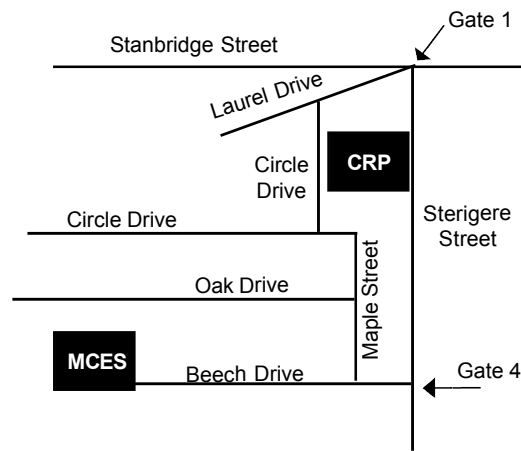 Gate 1
Stanbridge Street
Laurel Drive
CRP
Circle
Drive
Sterigere
Street
Circle Drive
Maple Street
Oak Drive
MCES
Beech Drive
Gate 4